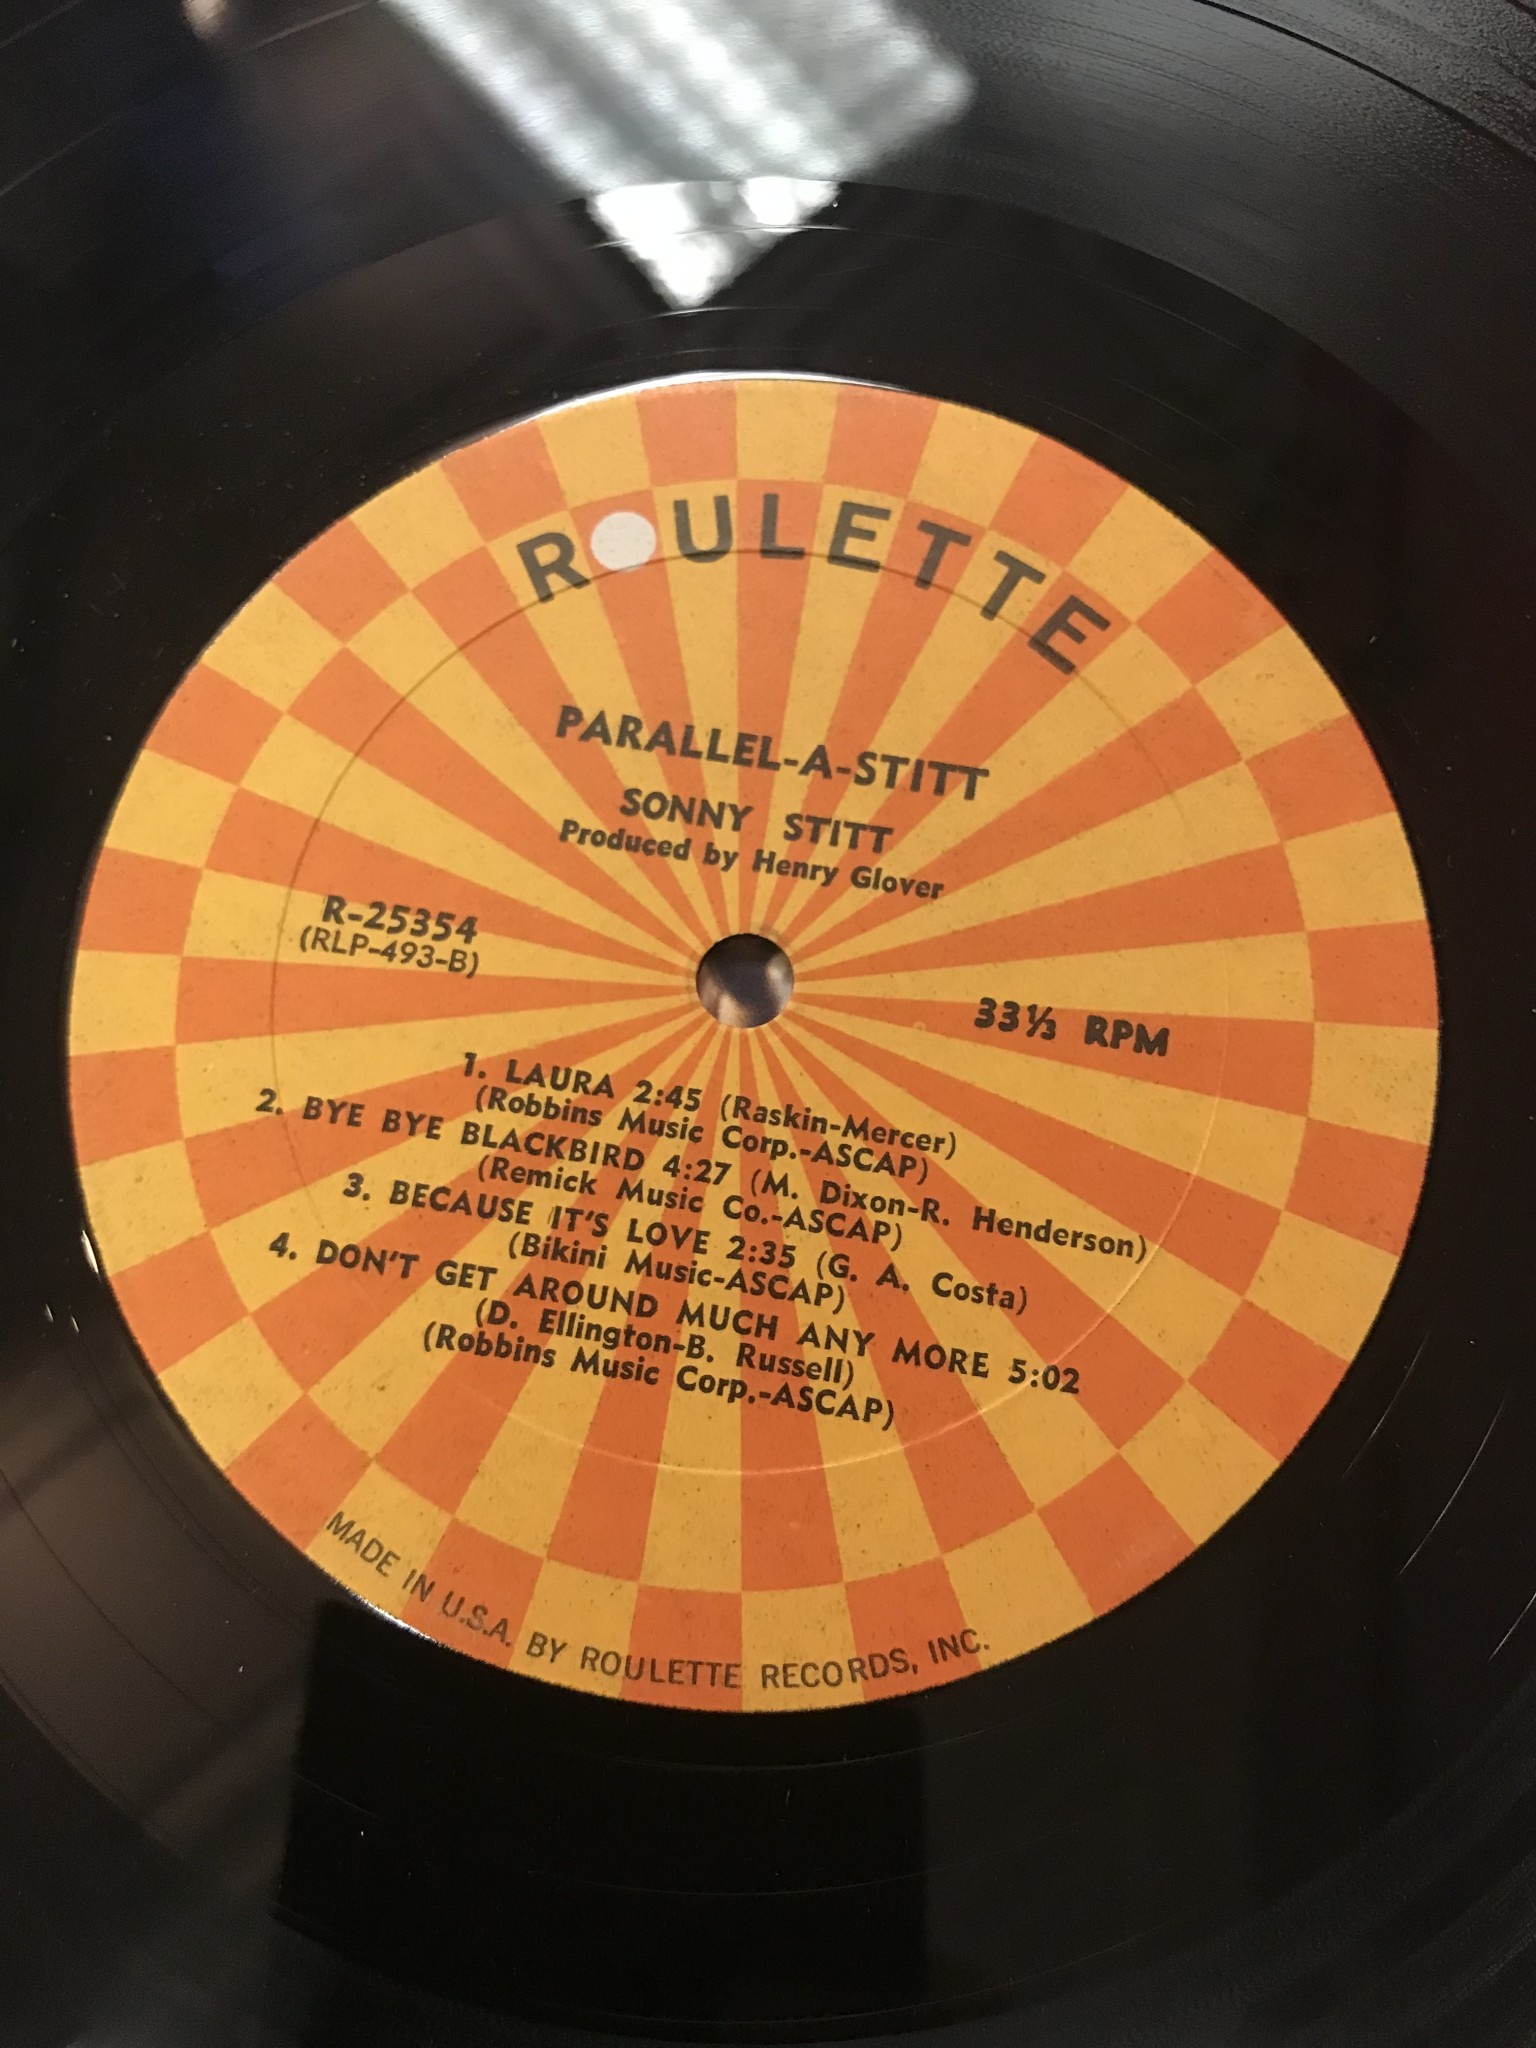 ROULETTE
PARALLEL-A-STITT
SONNY STITT
Produced by Henry Glover
R-25354
(RLP-493-B)
33⅓ RPM
1. LAURA 2:45 (Raskin-Mercer)
(Robbins Music Corp.-ASCAP)
2. BYE BYE BLACKBIRD 4:27 (M. Dixon-R. Henderson)
(Remick Music Co.-ASCAP)
3. BECAUSE IT'S LOVE 2:35 (G. A. Costa)
(Bikini Music-ASCAP)
4. DON'T GET AROUND MUCH ANY MORE 5:02
(D. Ellington-B. Russell)
(Robbins Music Corp.-ASCAP)
MADE IN U.S.A. BY ROULETTE RECORDS, INC.